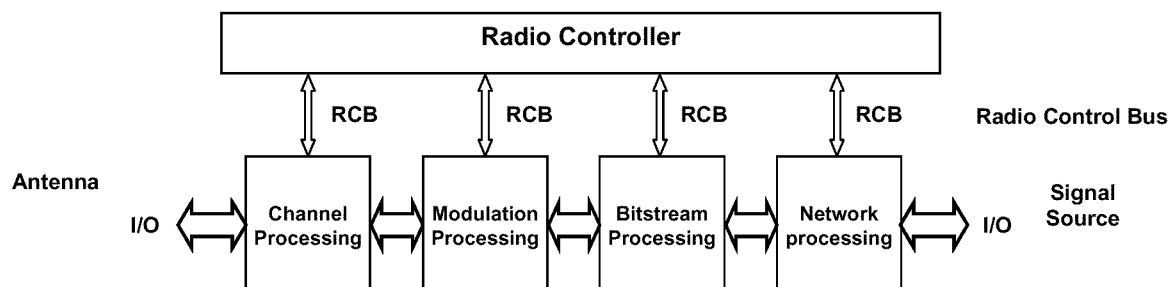 Radio Controller
RCB
RCB
RCB
RCB
Radio Control Bus
Antenna
I/O
Channel
Processing
Modulation
Processing
Bitstream
Processing
Network
processing
I/O
Signal
Source